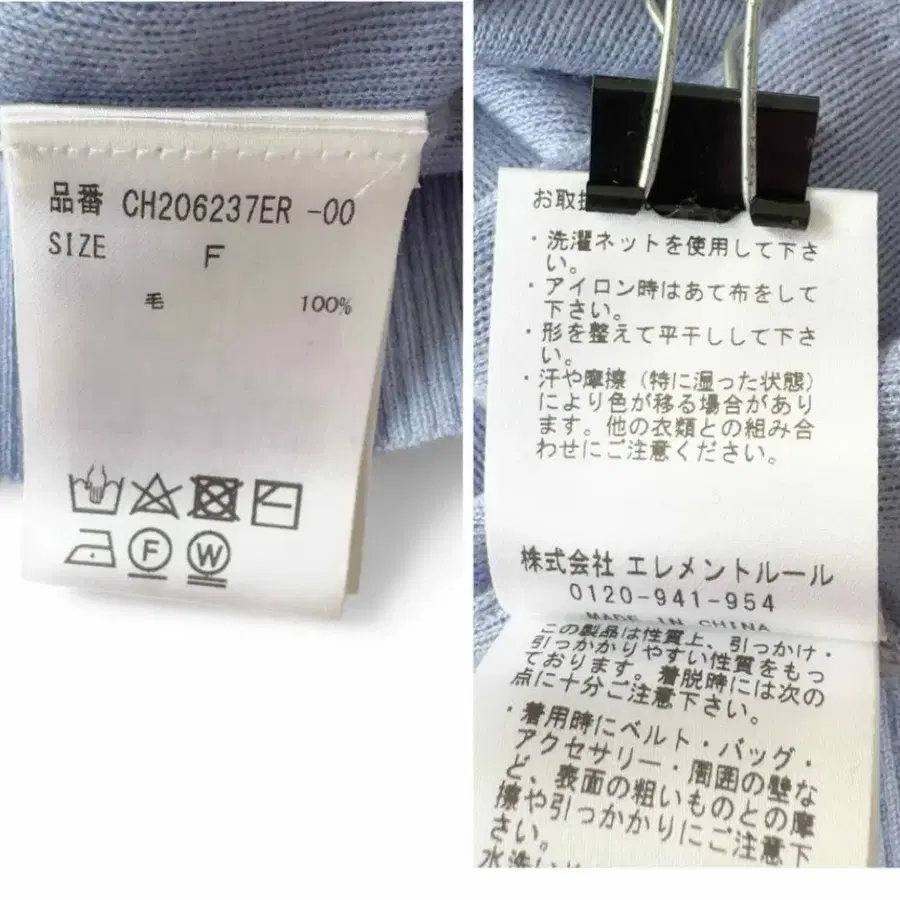 品番 CH206237ER -00
SIZE F
毛 100%
F W
お取扱
・洗濯ネットを使用して下さ
い。
・アイロン時はあて布をして
下さい。
・形を整えて平干しして下さ
い。
・汗や摩擦（特に湿った状態）
により色が移る場合があり
ます。他の衣類との組み合
わせにご注意ください。
株式会社 エレメントルール
0120-941-954
MADE IN CHINA
この製品は性質上、引っかけ・
引っかかりやすい性質をもっ
ております。着脱時には次の
点に十分ご注意下さい。
・着用時にベルト・バッグ・
アクセサリー・周囲の壁な
ど、表面の粗いものとの摩
擦や引っかかりにご注意下
さい。
水洗い